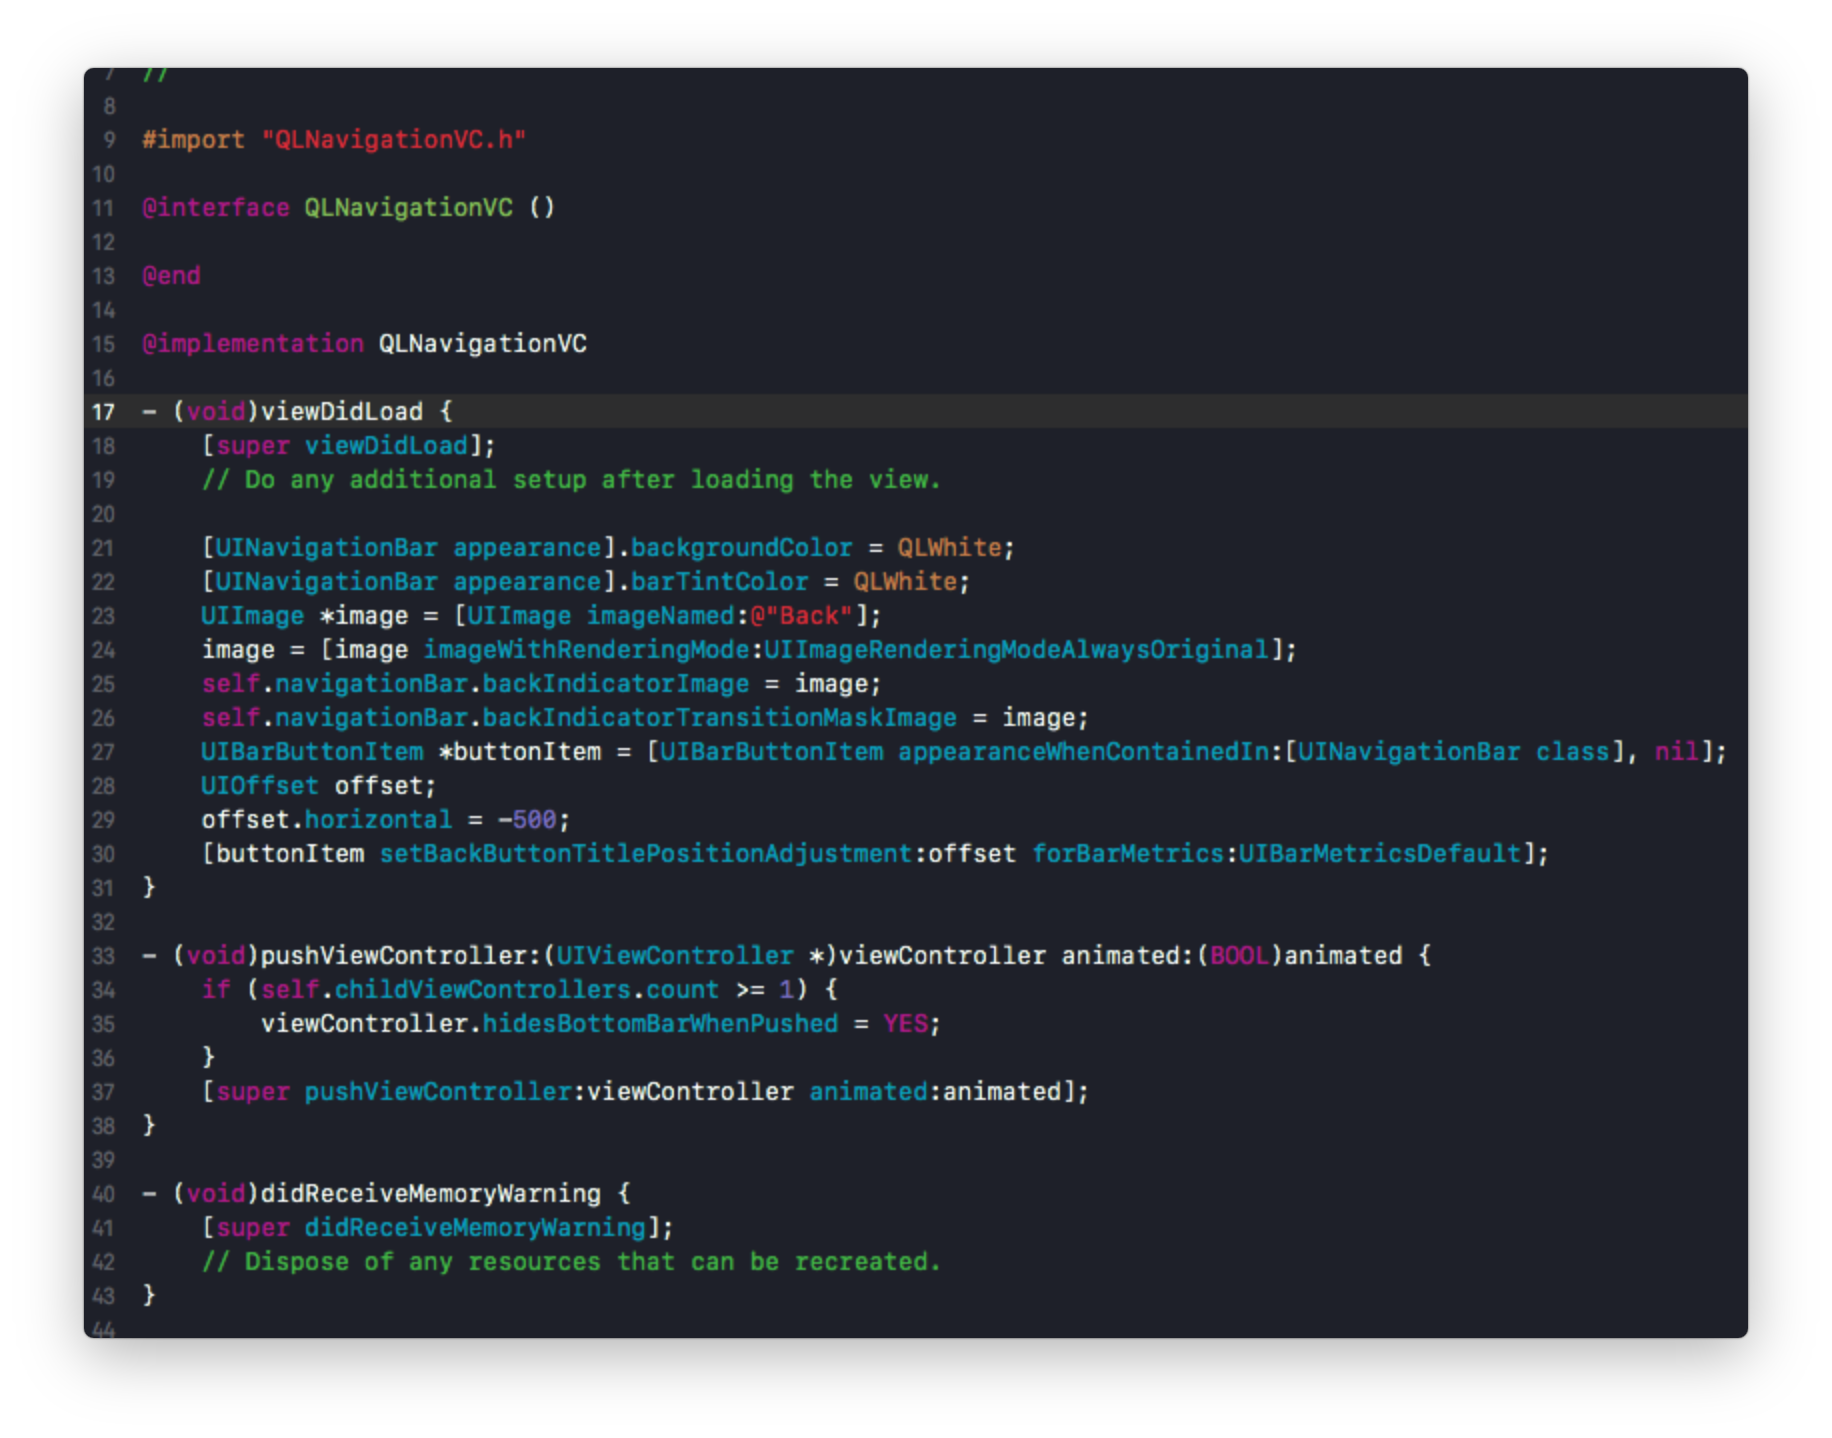 7 //
8
9 #import "QLNavigationVC.h"
10
11 @interface QLNavigationVC ()
12
13 @end
14
15 @implementation QLNavigationVC
16
17 - (void)viewDidLoad {
18     [super viewDidLoad];
19     // Do any additional setup after loading the view.
20
21     [UINavigationBar appearance].backgroundColor = QLWhite;
22     [UINavigationBar appearance].barTintColor = QLWhite;
23     UIImage *image = [UIImage imageNamed:@"Back"];
24     image = [image imageWithRenderingMode:UIImageRenderingModeAlwaysOriginal];
25     self.navigationBar.backIndicatorImage = image;
26     self.navigationBar.backIndicatorTransitionMaskImage = image;
27     UIBarButtonItem *buttonItem = [UIBarButtonItem appearanceWhenContainedIn:[UINavigationBar class], nil];
28     UIOffset offset;
29     offset.horizontal = -500;
30     [buttonItem setBackButtonTitlePositionAdjustment:offset forBarMetrics:UIBarMetricsDefault];
31 }
32
33 - (void)pushViewController:(UIViewController *)viewController animated:(BOOL)animated {
34     if (self.childViewControllers.count >= 1) {
35         viewController.hidesBottomBarWhenPushed = YES;
36     }
37     [super pushViewController:viewController animated:animated];
38 }
39
40 - (void)didReceiveMemoryWarning {
41     [super didReceiveMemoryWarning];
42     // Dispose of any resources that can be recreated.
43 }
44